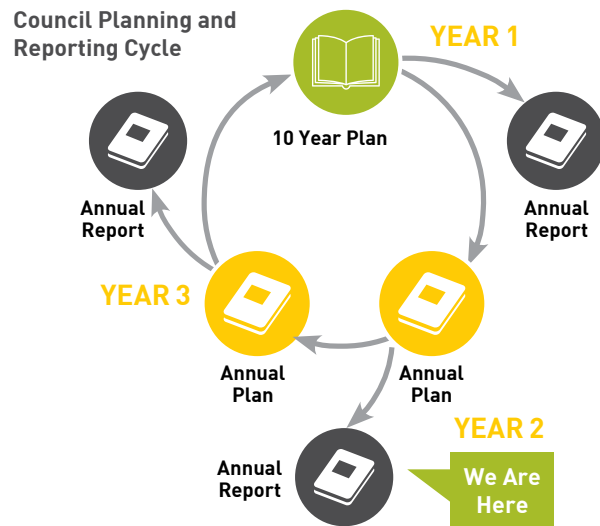 Council Planning and
Reporting Cycle
YEAR 1
10 Year Plan
Annual
Report
Annual
Report
YEAR 3
Annual
Plan
Annual
Plan
YEAR 2
Annual
Report
We Are
Here